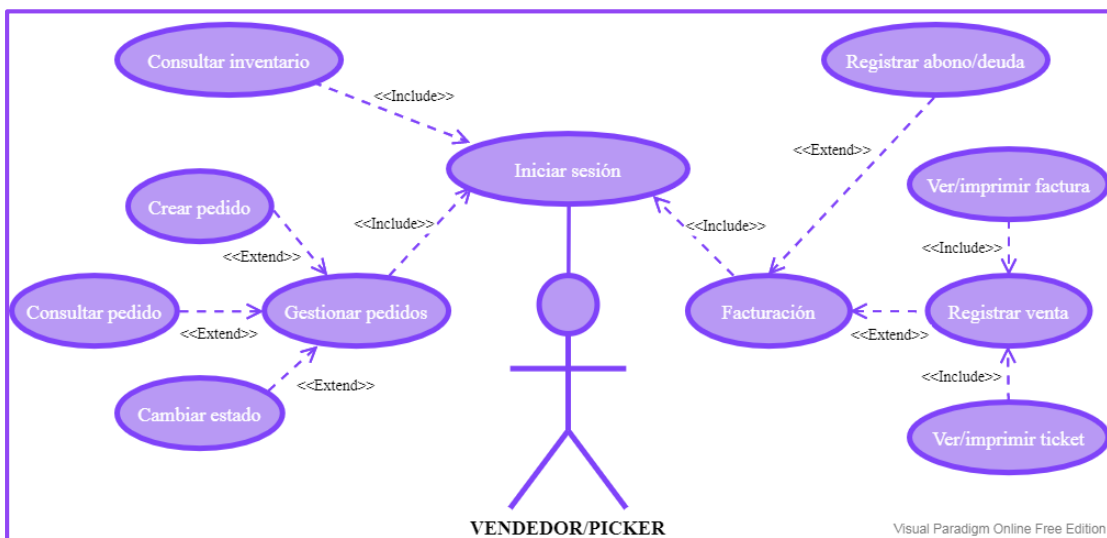 Consultar inventario
Registrar abono/deuda
<<Include>>
Iniciar sesión
<<Extend>>
Ver/imprimir factura
Crear pedido
<<Include>>
<<Include>>
<<Include>>
<<Extend>>
Consultar pedido
Gestionar pedidos
Facturación
Registrar venta
<<Extend>>
<<Extend>>
<<Extend>>
<<Include>>
Cambiar estado
Ver/imprimir ticket
VENDEDOR/PICKER
Visual Paradigm Online Free Edition